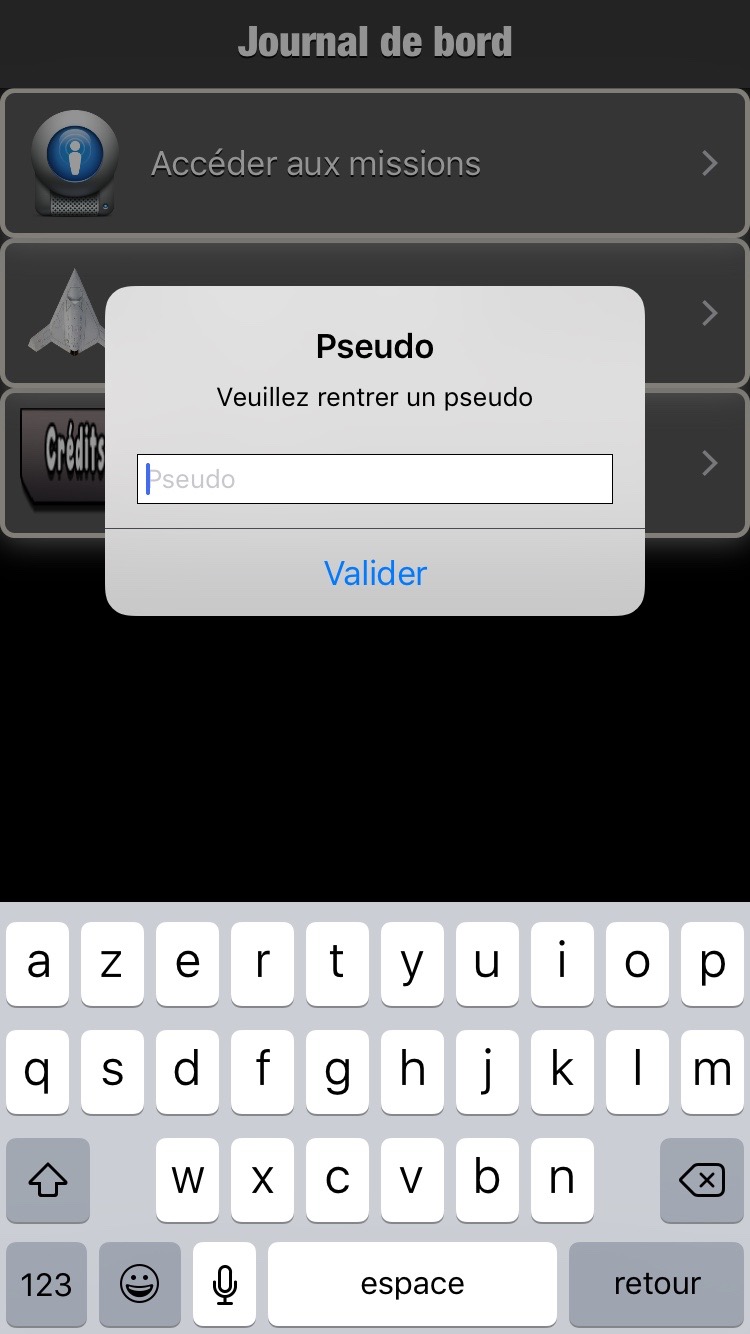 Journal de bord
Accéder aux missions
Crédits
Pseudo
Veuillez rentrer un pseudo
Pseudo
Valider
a z e r t y u i o p
q s d f g h j k l m
w x c v b n
123 espace retour